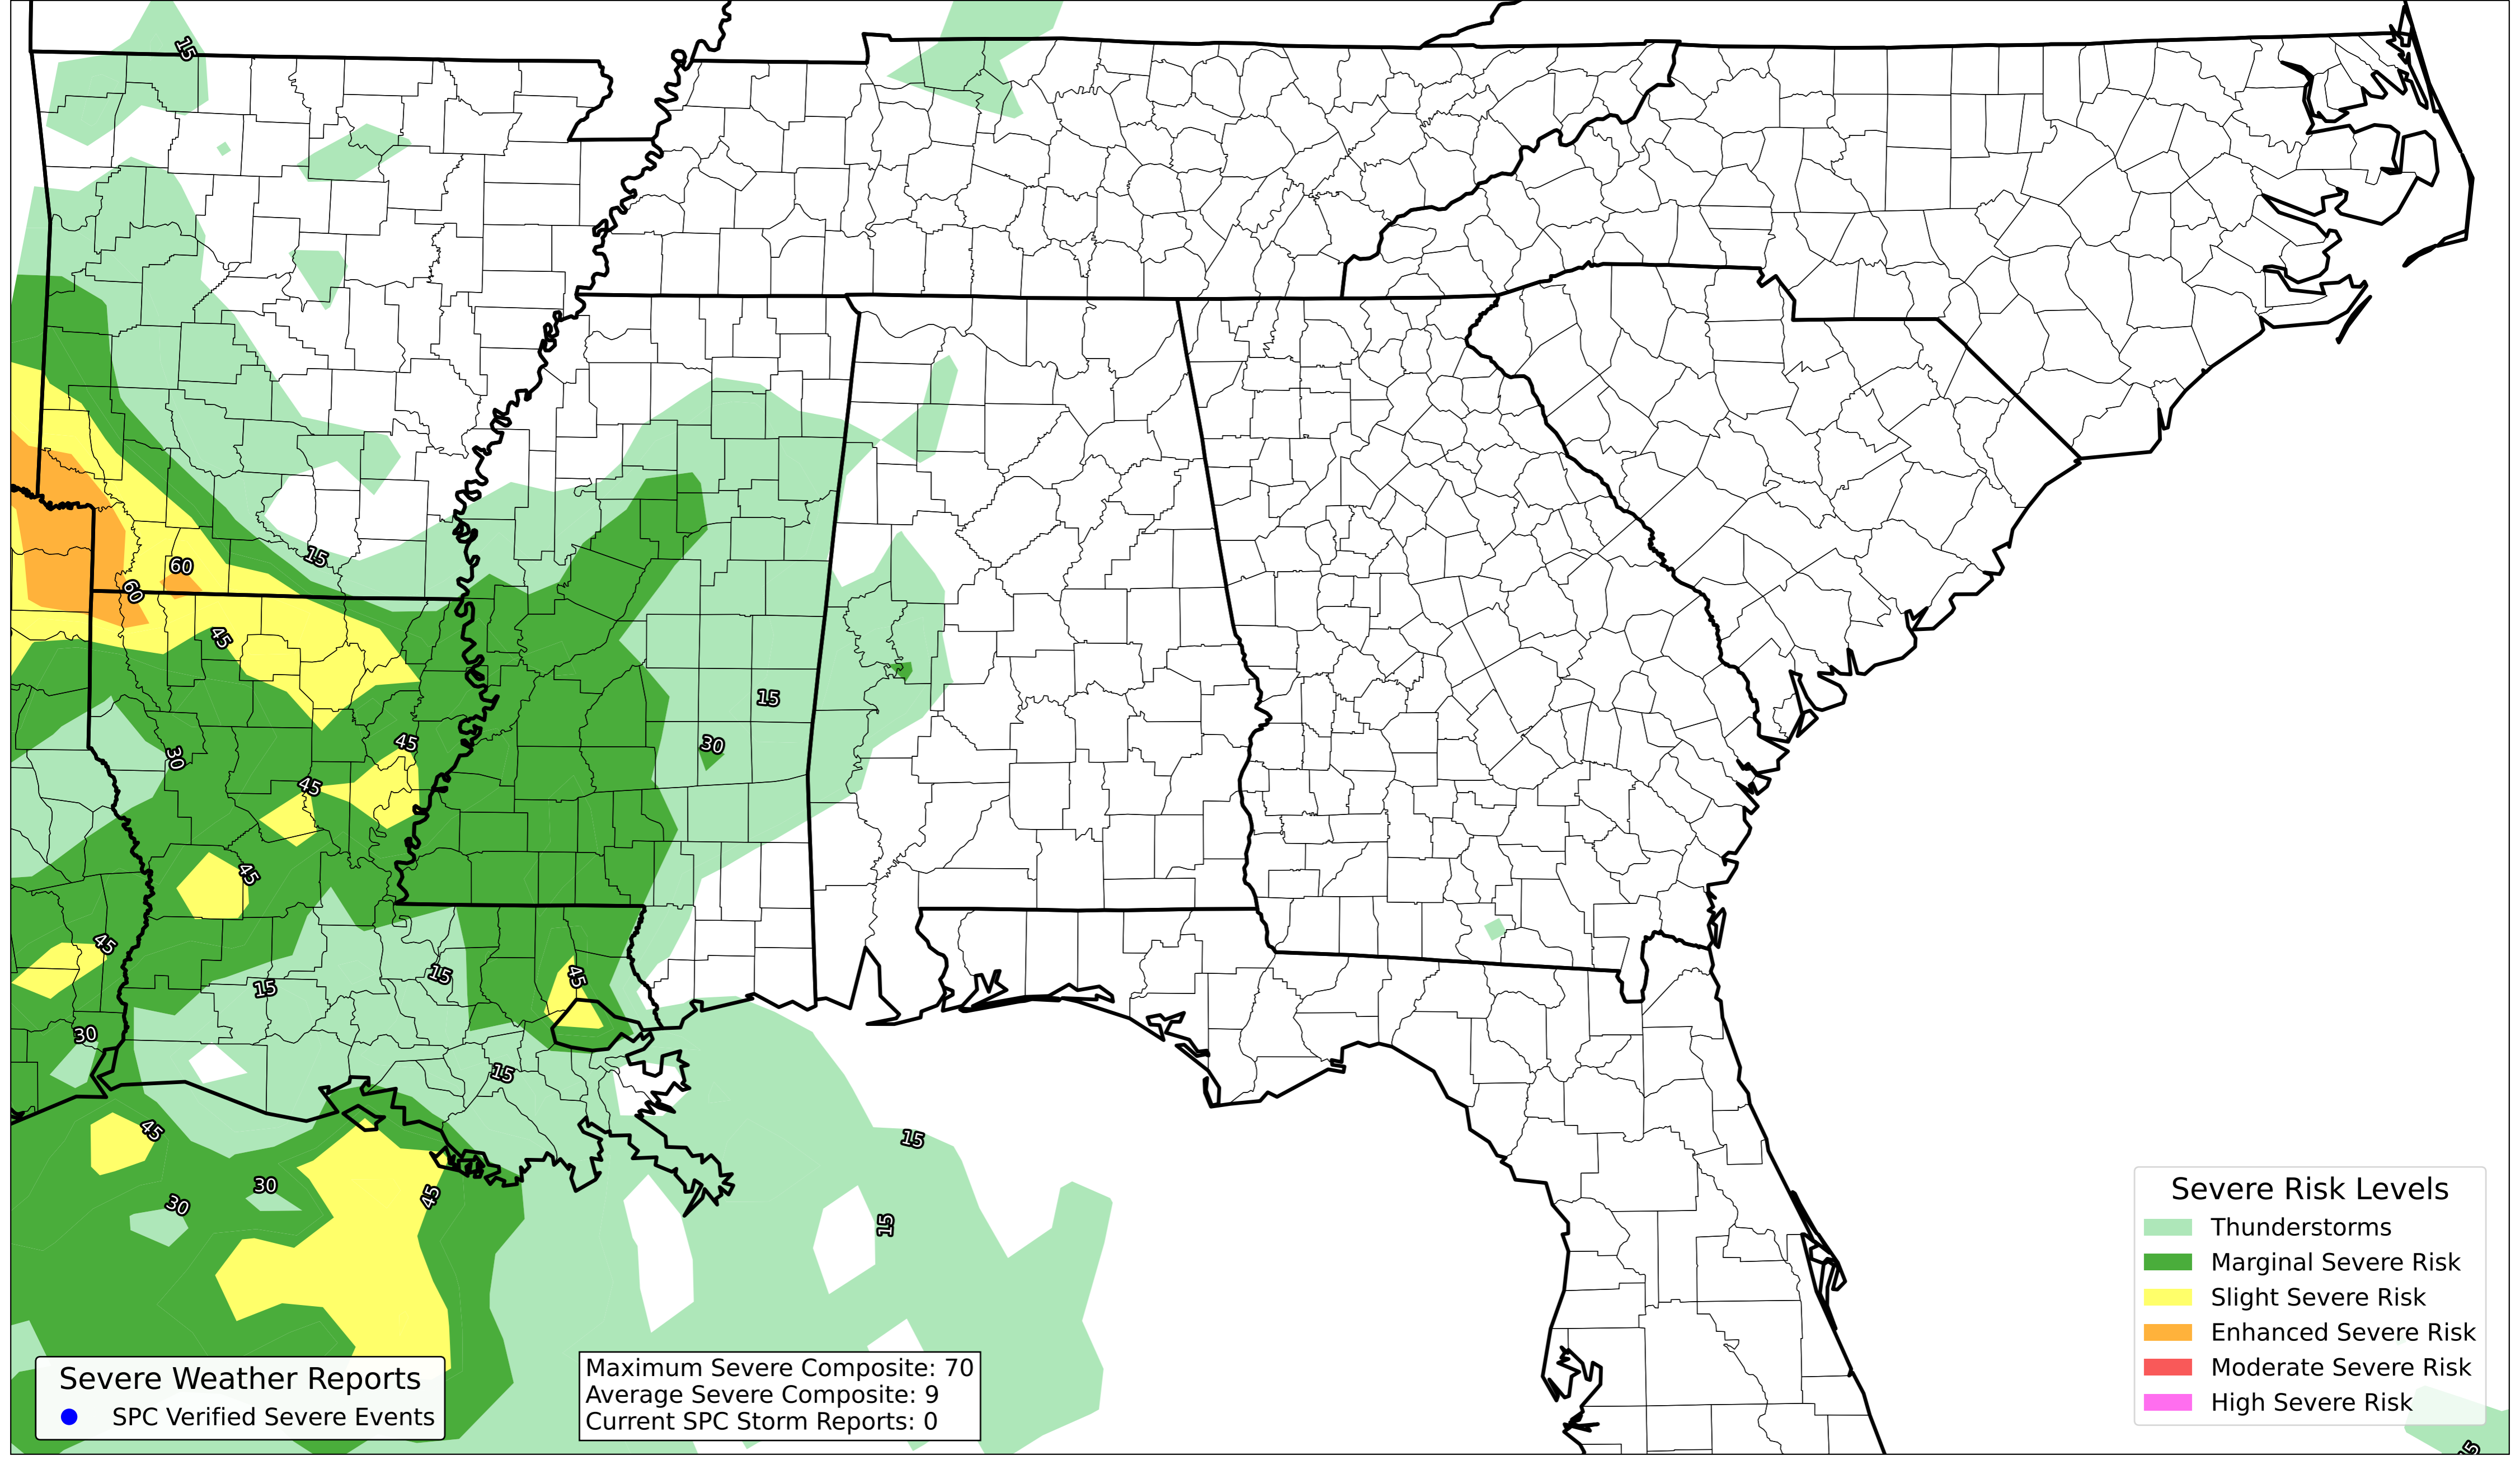 15
60
60
15
45
15
30
45
30
45
45
45
15
15
45
30
15
45
15
30
45
30
15
Severe Risk Levels
Thunderstorms
Marginal Severe Risk
Slight Severe Risk
Enhanced Severe Risk
Moderate Severe Risk
High Severe Risk
Severe Weather Reports
SPC Verified Severe Events
Maximum Severe Composite: 70
Average Severe Composite: 9
Current SPC Storm Reports: 0